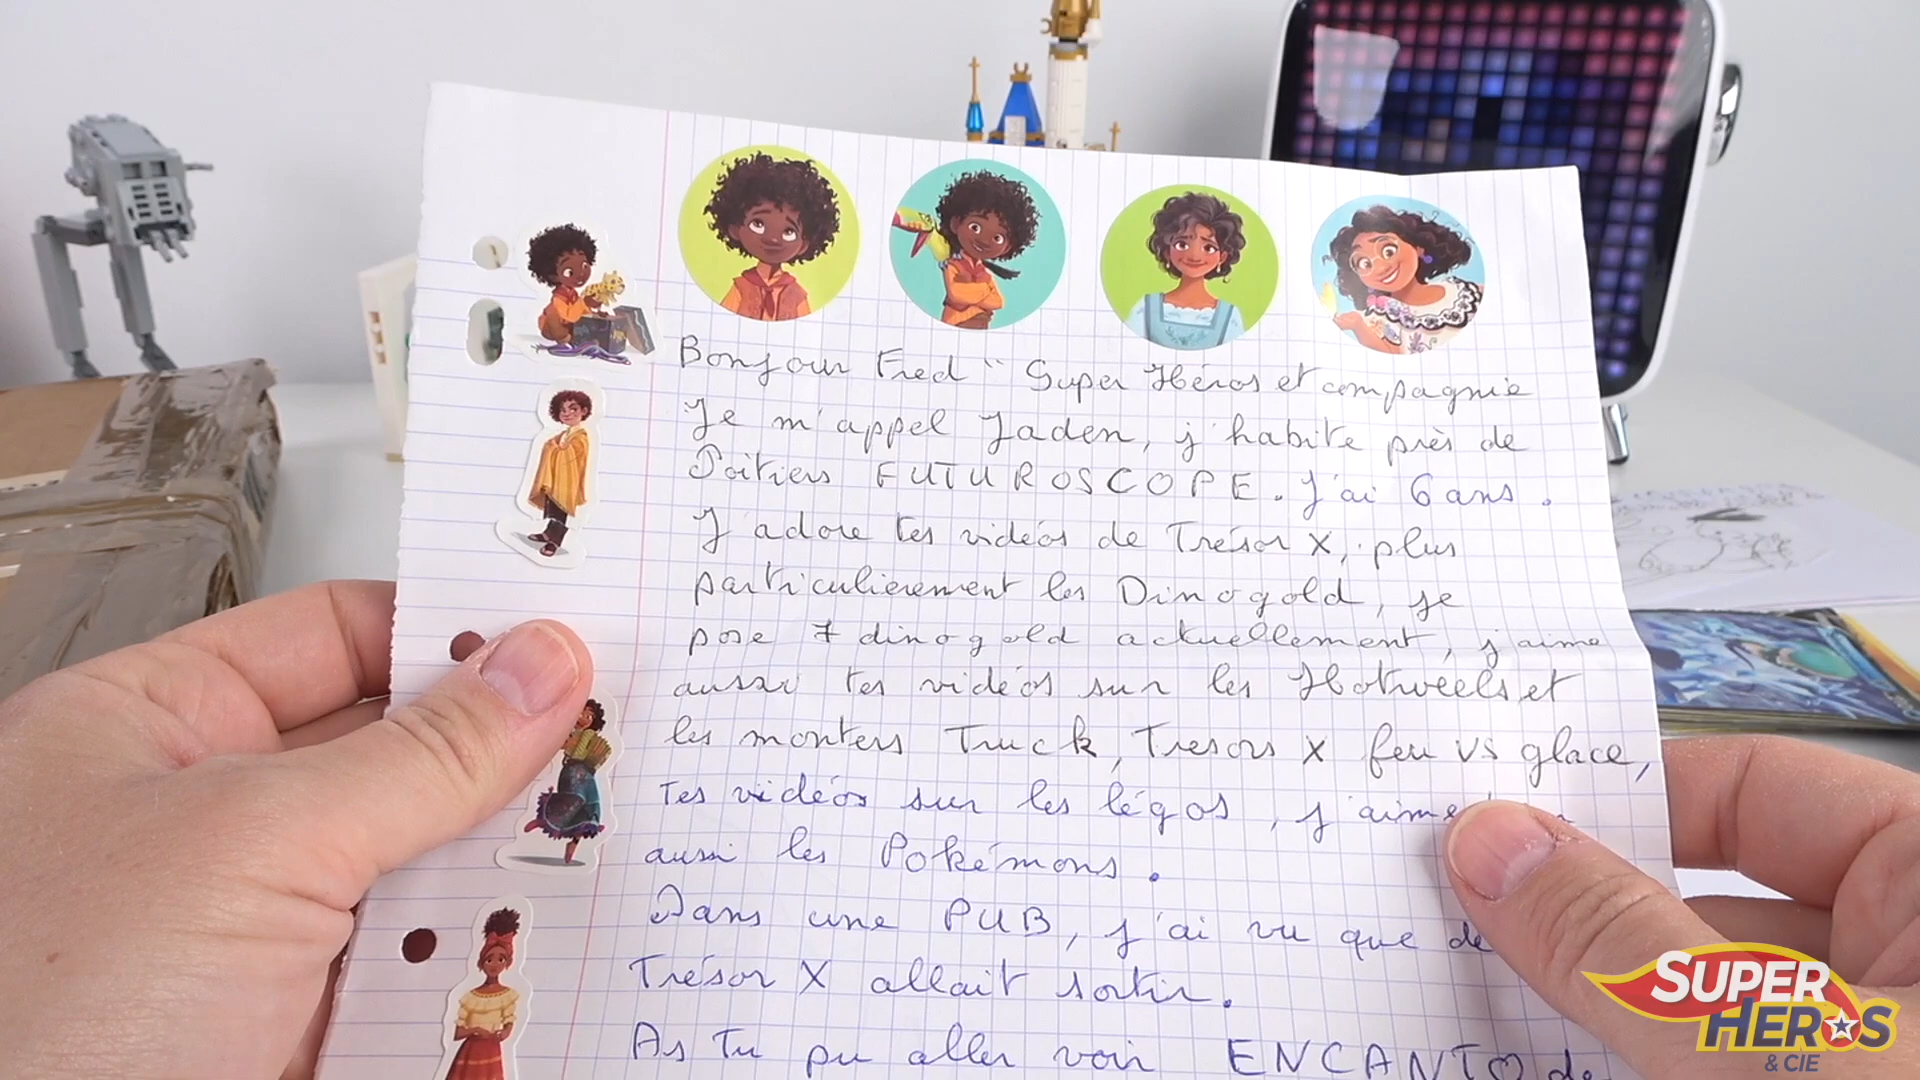 Bonjour Fred " Super Héros et compagnie
Je m'appel Jaden, j'habite près de
Poitiers FUTUROSCOPE. J'ai 6 ans.
J'adore tes vidéos de Trésor X, plus
particulierement les Dinogold, je
pose 7 dinogold actuellement, j'aime
aussi tes vidéos sur les Hotweels et
les monters Truck, Tresors X feu vs glace,
Tes vidéos sur les légos, j'aime
aussi les Pokémons.
Dans une PUB, j'ai vu que de
Trésor X allait sortir.
As Tu pu aller voir ENCANTO de
SUPER
HEROS
& CIE